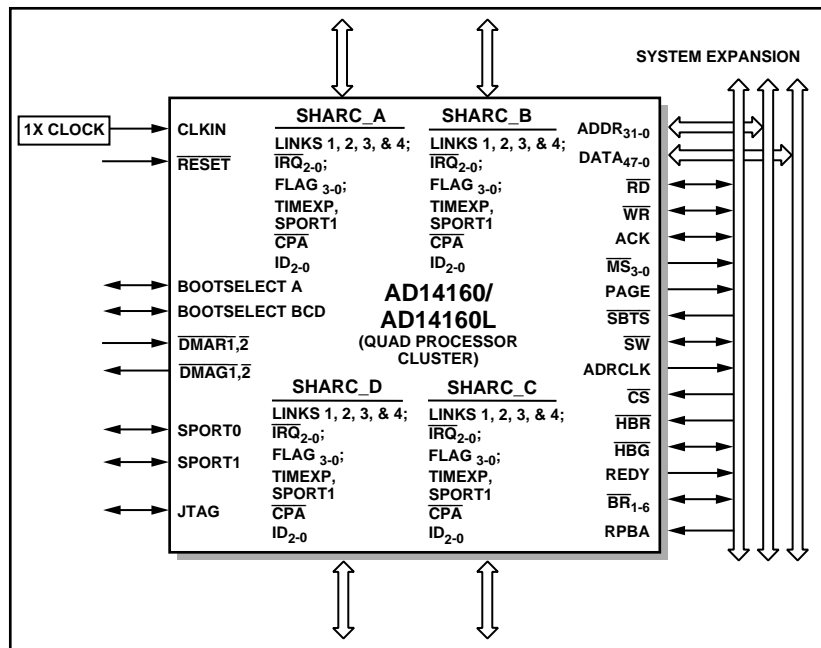 SYSTEM EXPANSION
1X CLOCK
CLKIN
RESET
BOOTSELECT A
BOOTSELECT BCD
DMAR1,2
DMAG1,2
SPORT0
SPORT1
JTAG
SHARC_A
LINKS 1, 2, 3, & 4;
IRQ2-0;
FLAG 3-0;
TIMEXP,
SPORT1
CPA
ID2-0
SHARC_B
LINKS 1, 2, 3, & 4;
IRQ2-0;
FLAG 3-0;
TIMEXP,
SPORT1
CPA
ID2-0
AD14160/
AD14160L
(QUAD PROCESSOR
CLUSTER)
SHARC_D
LINKS 1, 2, 3, & 4;
IRQ2-0;
FLAG 3-0;
TIMEXP,
SPORT1
CPA
ID2-0
SHARC_C
LINKS 1, 2, 3, & 4;
IRQ2-0;
FLAG 3-0;
TIMEXP,
SPORT1
CPA
ID2-0
ADDR31-0
DATA47-0
RD
WR
ACK
MS3-0
PAGE
SBTS
SW
ADRCLK
CS
HBR
HBG
REDY
BR1-6
RPBA